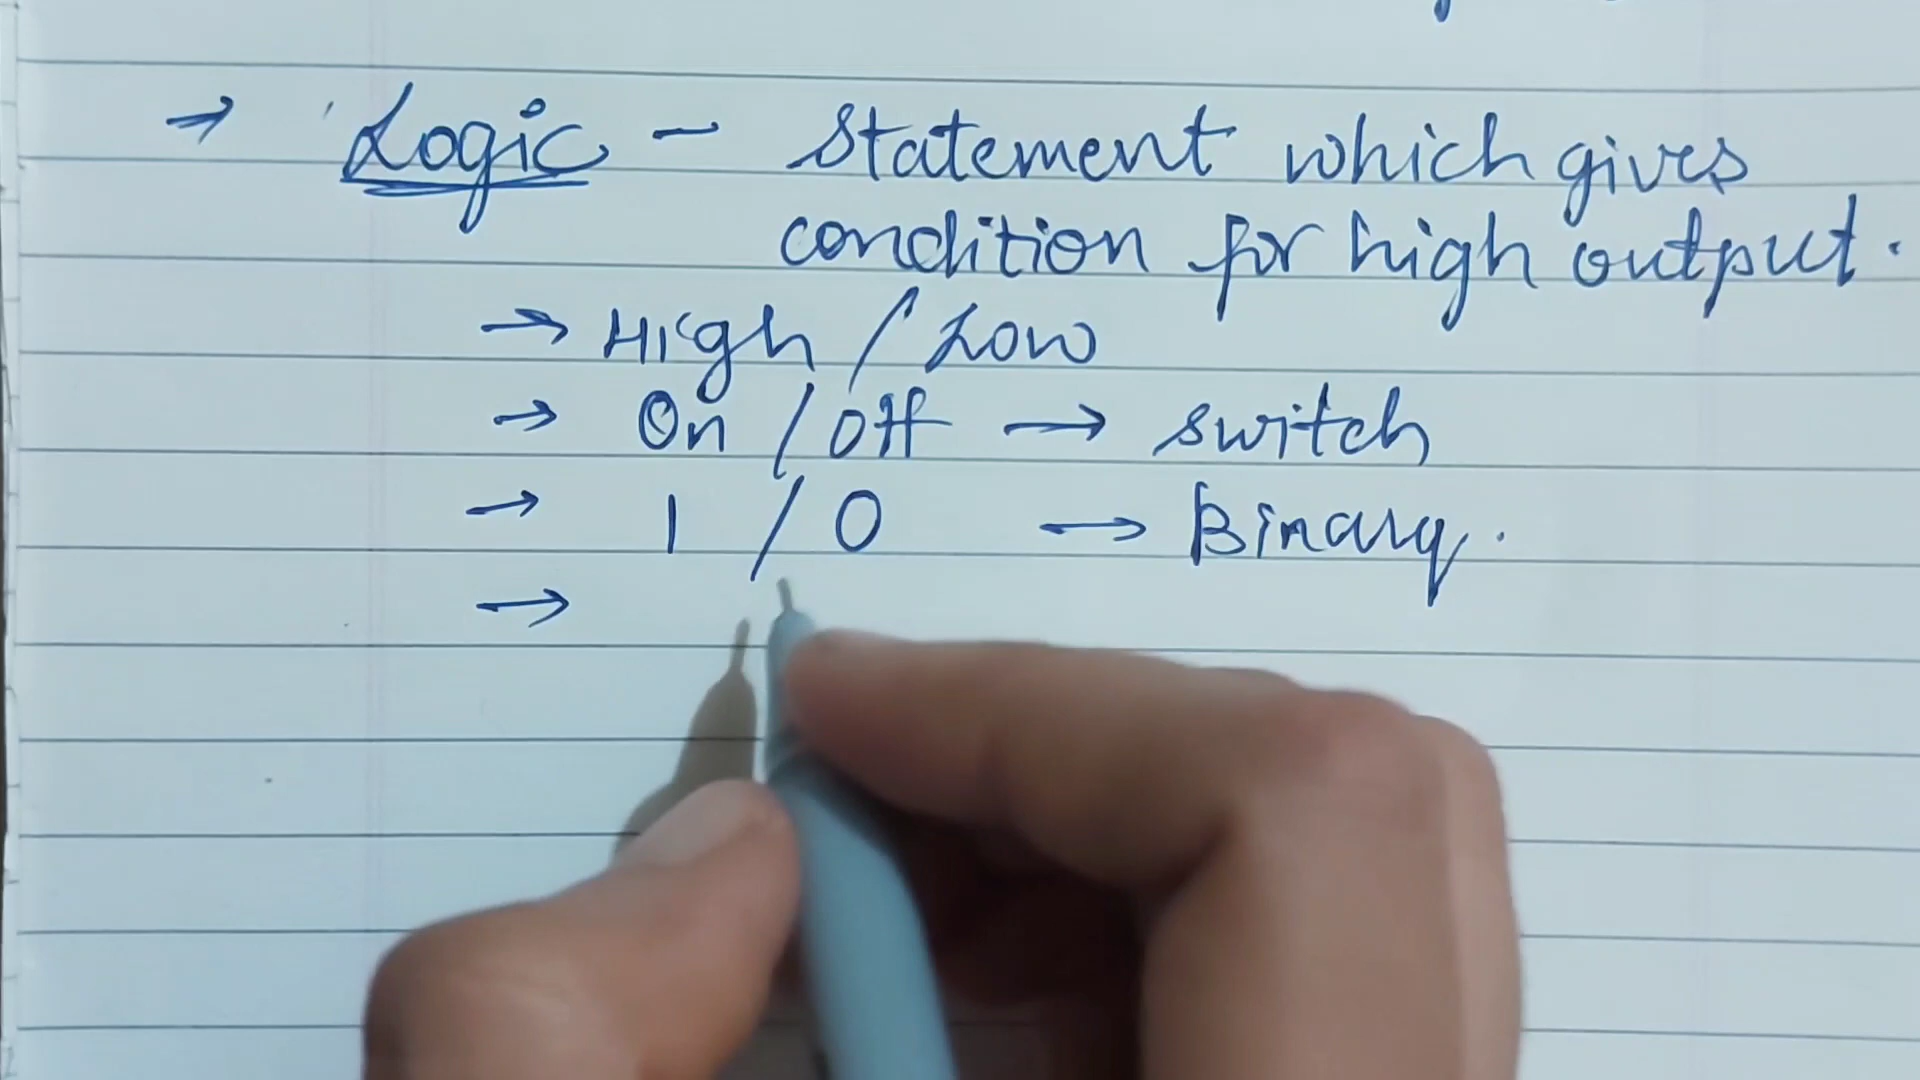 → Logic - Statement which gives
condition for high output.
→ High / Low
→ On / Off → switch
→ 1 / 0 → Binary.
→